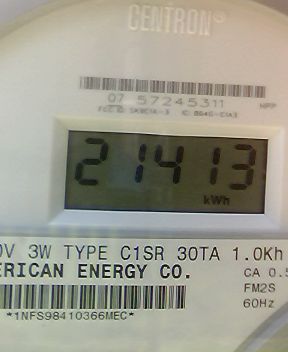 CENTRON®
07 57245311 NPP
21413
kWh
0V 3W TYPE C1SR 30TA 1.0Kh
ERICAN ENERGY CO. CA 0.5
FM2S
*1NFS98410366MEC* 60Hz